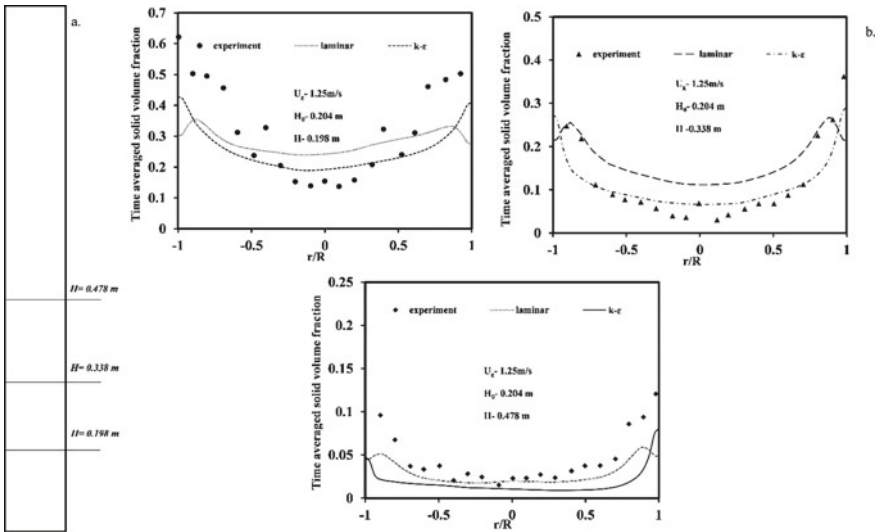 a.
H= 0.478 m
H= 0.338 m
H= 0.198 m
Time averaged solid volume fraction
0.7
0.6
0.5
0.4
0.3
0.2
0.1
0
-1
-0.5
0
0.5
1
r/R
experiment
laminar
k-ε
Ug- 1.25m/s
H0- 0.204 m
H- 0.198 m
b.
Time averaged solid volume fraction
0.5
0.4
0.3
0.2
0.1
0
-1
-0.5
0
0.5
1
r/R
experiment
laminar
k-ε
Ug- 1.25m/s
H0- 0.204 m
H -0.338 m
Time averaged solid volume fraction
0.25
0.2
0.15
0.1
0.05
0
-1
-0.5
0
0.5
1
r/R
experiment
laminar
k-ε
Ug- 1.25m/s
H0- 0.204 m
H- 0.478 m